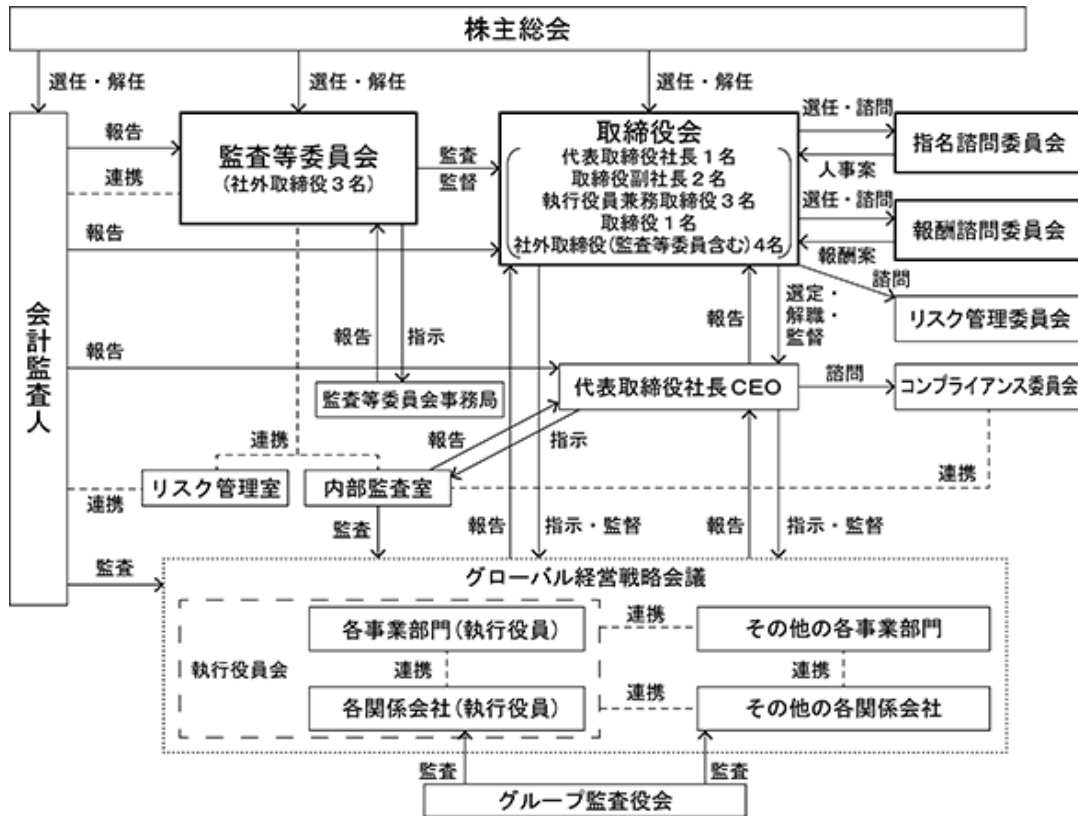 株主総会
選任・解任
選任・解任
選任・解任
会計監査人
報告
連携
報告
報告
監査等委員会
(社外取締役3名)
監査
監督
取締役会
代表取締役社長1名
取締役副社長2名
執行役員兼務取締役3名
取締役1名
社外取締役(監査等委員含む)4名
選任・諮問
指名諮問委員会
人事案
選任・諮問
報酬諮問委員会
報酬案
諮問
リスク管理委員会
報告
指示
監査等委員会事務局
報告
選定・
解職・
監督
代表取締役社長CEO
諮問
コンプライアンス委員会
報告
指示
連携
連携
連携
リスク管理室
内部監査室
監査
報告
指示・監督
報告
指示・監督
監査
グローバル経営戦略会議
執行役員会
各事業部門(執行役員)
連携
各関係会社(執行役員)
連携
連携
その他の各事業部門
連携
その他の各関係会社
監査
監査
グループ監査役会